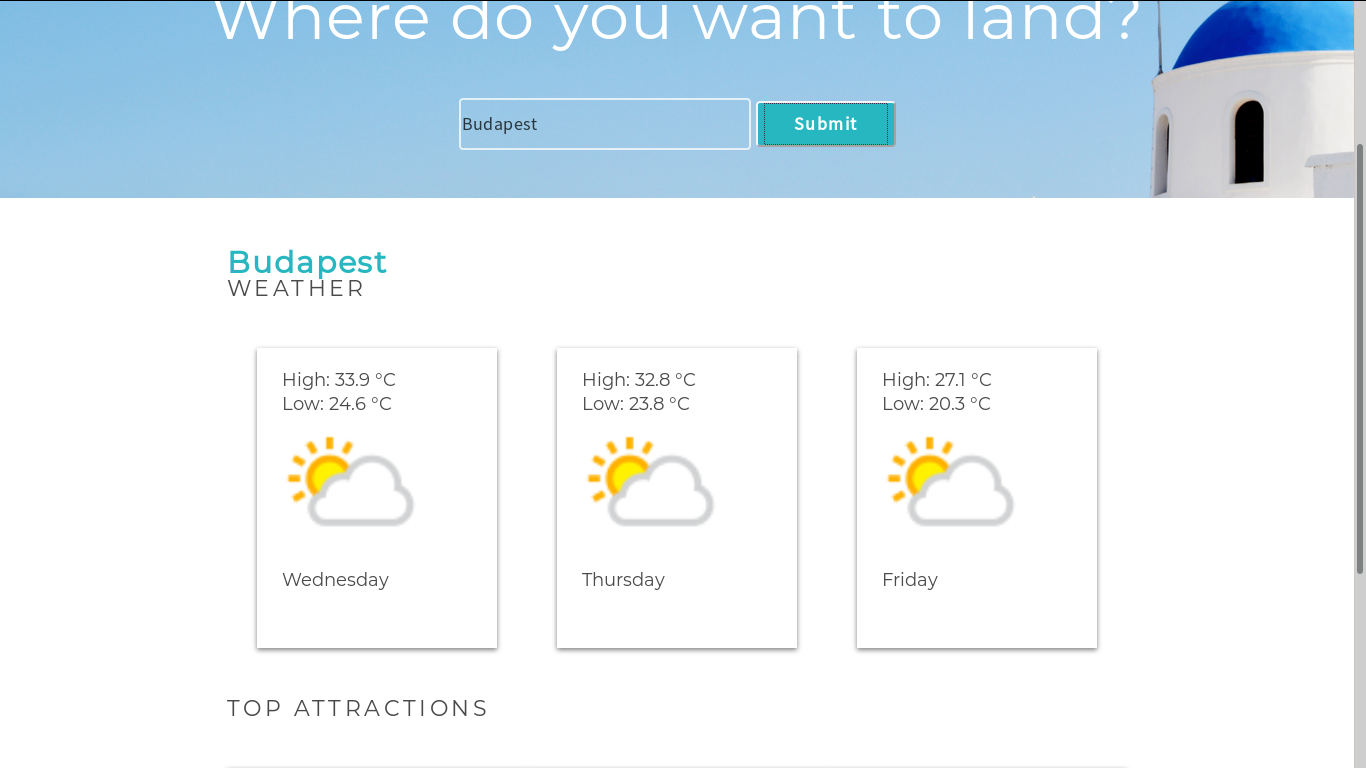 Where do you want to land?
Budapest
Submit
Budapest
WEATHER
High: 33.9 °C
Low: 24.6 °C
Wednesday
High: 32.8 °C
Low: 23.8 °C
Thursday
High: 27.1 °C
Low: 20.3 °C
Friday
TOP ATTRACTIONS